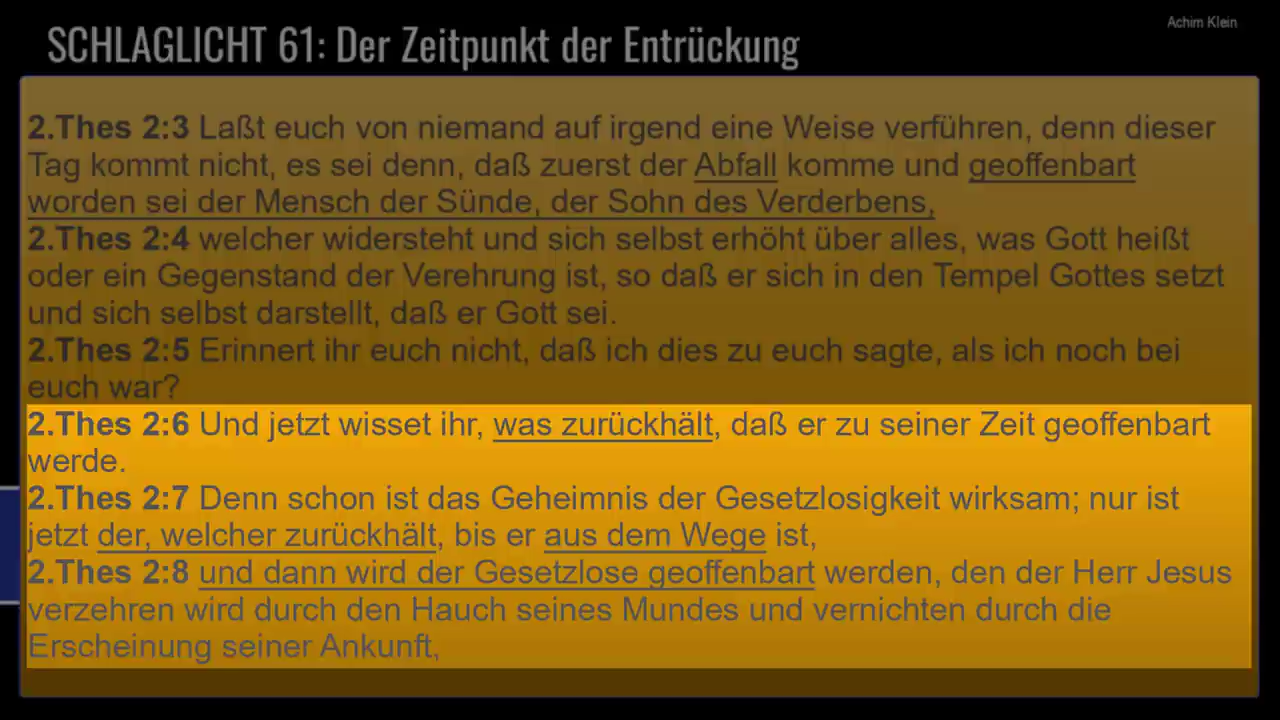 Achim Klein
SCHLAGLICHT 61: Der Zeitpunkt der Entrückung
2.Thes 2:3 Laßt euch von niemand auf irgend eine Weise verführen, denn dieser
Tag kommt nicht, es sei denn, daß zuerst der Abfall komme und geoffenbart
worden sei der Mensch der Sünde, der Sohn des Verderbens,
2.Thes 2:4 welcher widersteht und sich selbst erhöht über alles, was Gott heißt
oder ein Gegenstand der Verehrung ist, so daß er sich in den Tempel Gottes setzt
und sich selbst darstellt, daß er Gott sei.
2.Thes 2:5 Erinnert ihr euch nicht, daß ich dies zu euch sagte, als ich noch bei
euch war?
2.Thes 2:6 Und jetzt wisset ihr, was zurückhält, daß er zu seiner Zeit geoffenbart
werde.
2.Thes 2:7 Denn schon ist das Geheimnis der Gesetzlosigkeit wirksam; nur ist
jetzt der, welcher zurückhält, bis er aus dem Wege ist,
2.Thes 2:8 und dann wird der Gesetzlose geoffenbart werden, den der Herr Jesus
verzehren wird durch den Hauch seines Mundes und vernichten durch die
Erscheinung seiner Ankunft,